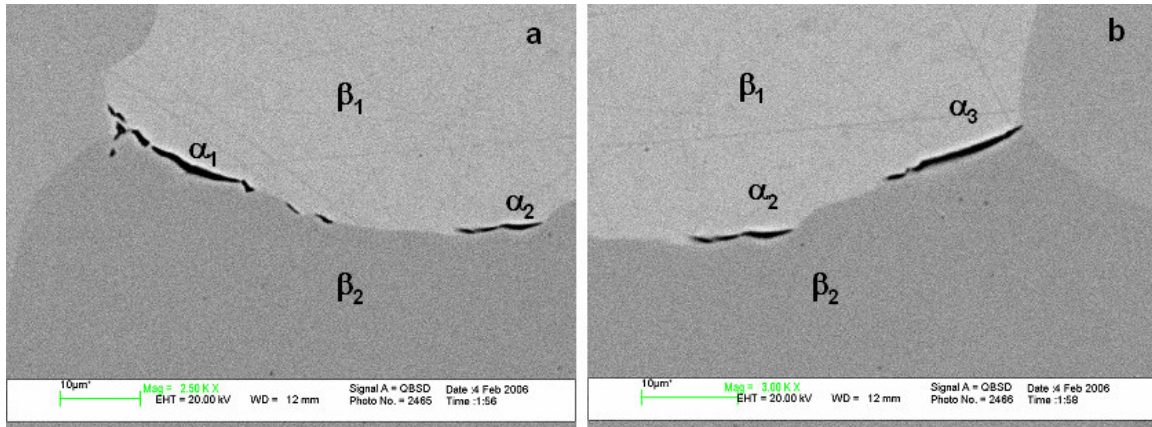 a
β1
α1
α2
β2
10µm*
Mag = 2.50 K X
EHT = 20.00 kV
WD = 12 mm
Signal A = QBSD
Photo No. = 2465
Date :4 Feb 2006
Time :1:56
b
β1
α3
α2
β2
10µm*
Mag = 3.00 K X
EHT = 20.00 kV
WD = 12 mm
Signal A = QBSD
Photo No. = 2466
Date :4 Feb 2006
Time :1:58